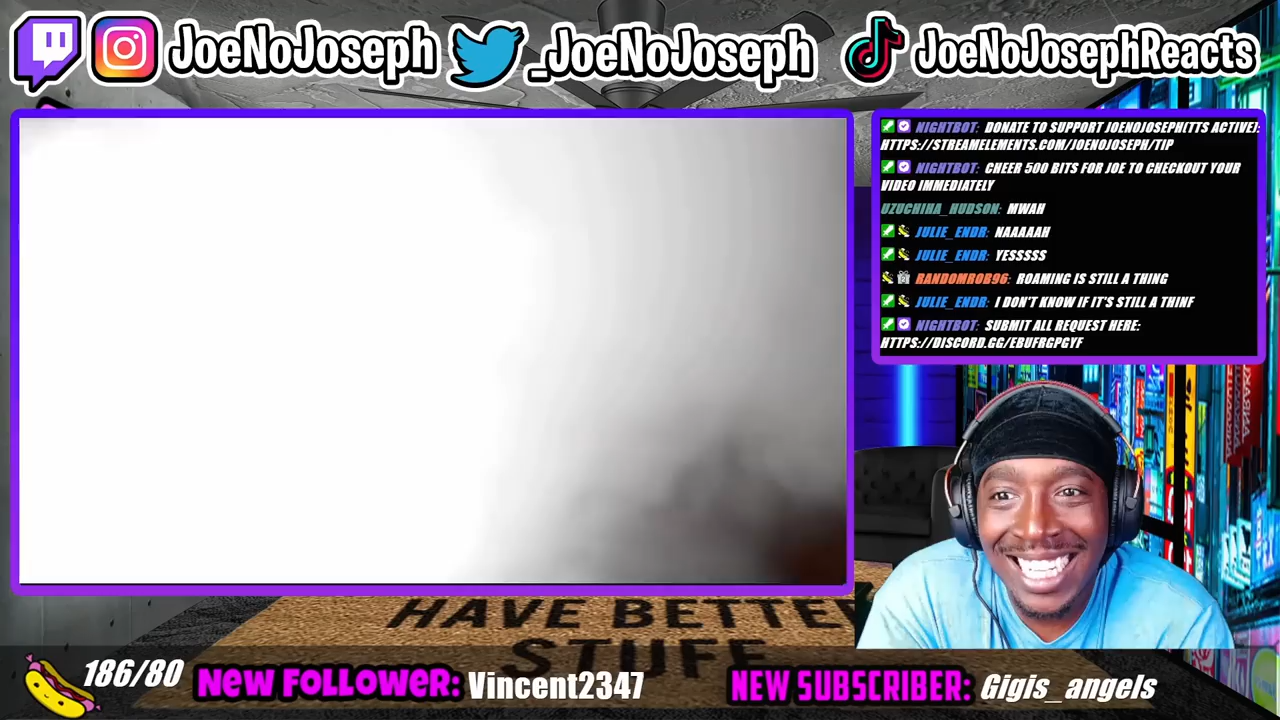 JoeNoJoseph
_JoeNoJoseph
JoeNoJosephReacts
NIGHTBOT: DONATE TO SUPPORT JOENOJOSEPH(TTS ACTIVE):
HTTPS://STREAMELEMENTS.COM/JOENOJOSEPH/TIP
NIGHTBOT: CHEER 500 BITS FOR JOE TO CHECKOUT YOUR
VIDEO IMMEDIATELY
UZUCHIHA_HUDSON: MWAH
JULIE_ENDR: NAAAAAH
JULIE_ENDR: YESSSSS
RANDOMROB96: ROAMING IS STILL A THING
JULIE_ENDR: I DON'T KNOW IF IT'S STILL A THINF
NIGHTBOT: SUBMIT ALL REQUEST HERE:
HTTPS://DISCORD.GG/EBUFRGPGYF
HAVE BETTER
STUFF
186/80
NEW FOLLOWER: Vincent2347
NEW SUBSCRIBER: Gigis_angels